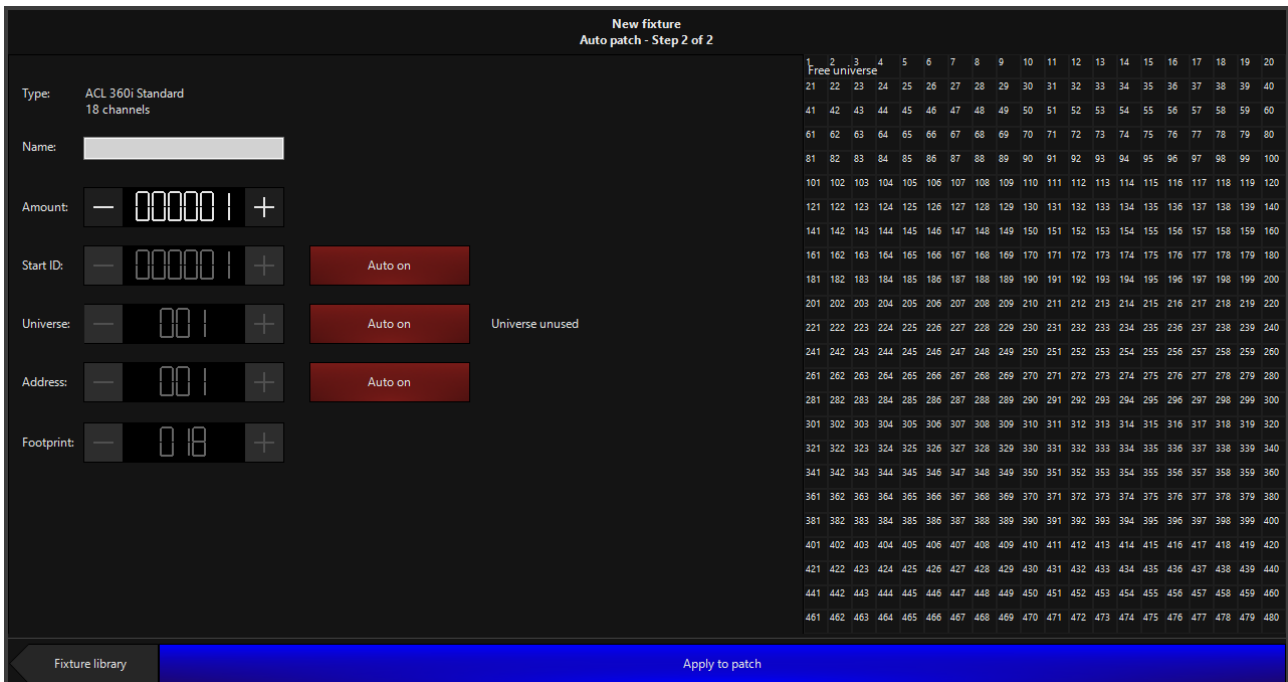 New fixture
Auto patch - Step 2 of 2
Type: ACL 360i Standard
18 channels
Name:
Amount: — 000001 +
Start ID: — 000001 + Auto on
Universe: — 001 + Auto on Universe unused
Address: — 001 + Auto on
Footprint: — 018 +
1 2 3 4 5 6 7 8 9 10 11 12 13 14 15 16 17 18 19 20
Free universe
21 22 23 24 25 26 27 28 29 30 31 32 33 34 35 36 37 38 39 40
41 42 43 44 45 46 47 48 49 50 51 52 53 54 55 56 57 58 59 60
61 62 63 64 65 66 67 68 69 70 71 72 73 74 75 76 77 78 79 80
81 82 83 84 85 86 87 88 89 90 91 92 93 94 95 96 97 98 99 100
101 102 103 104 105 106 107 108 109 110 111 112 113 114 115 116 117 118 119 120
121 122 123 124 125 126 127 128 129 130 131 132 133 134 135 136 137 138 139 140
141 142 143 144 145 146 147 148 149 150 151 152 153 154 155 156 157 158 159 160
161 162 163 164 165 166 167 168 169 170 171 172 173 174 175 176 177 178 179 180
181 182 183 184 185 186 187 188 189 190 191 192 193 194 195 196 197 198 199 200
201 202 203 204 205 206 207 208 209 210 211 212 213 214 215 216 217 218 219 220
221 222 223 224 225 226 227 228 229 230 231 232 233 234 235 236 237 238 239 240
241 242 243 244 245 246 247 248 249 250 251 252 253 254 255 256 257 258 259 260
261 262 263 264 265 266 267 268 269 270 271 272 273 274 275 276 277 278 279 280
281 282 283 284 285 286 287 288 289 290 291 292 293 294 295 296 297 298 299 300
301 302 303 304 305 306 307 308 309 310 311 312 313 314 315 316 317 318 319 320
321 322 323 324 325 326 327 328 329 330 331 332 333 334 335 336 337 338 339 340
341 342 343 344 345 346 347 348 349 350 351 352 353 354 355 356 357 358 359 360
361 362 363 364 365 366 367 368 369 370 371 372 373 374 375 376 377 378 379 380
381 382 383 384 385 386 387 388 389 390 391 392 393 394 395 396 397 398 399 400
401 402 403 404 405 406 407 408 409 410 411 412 413 414 415 416 417 418 419 420
421 422 423 424 425 426 427 428 429 430 431 432 433 434 435 436 437 438 439 440
441 442 443 444 445 446 447 448 449 450 451 452 453 454 455 456 457 458 459 460
461 462 463 464 465 466 467 468 469 470 471 472 473 474 475 476 477 478 479 480
Fixture library
Apply to patch